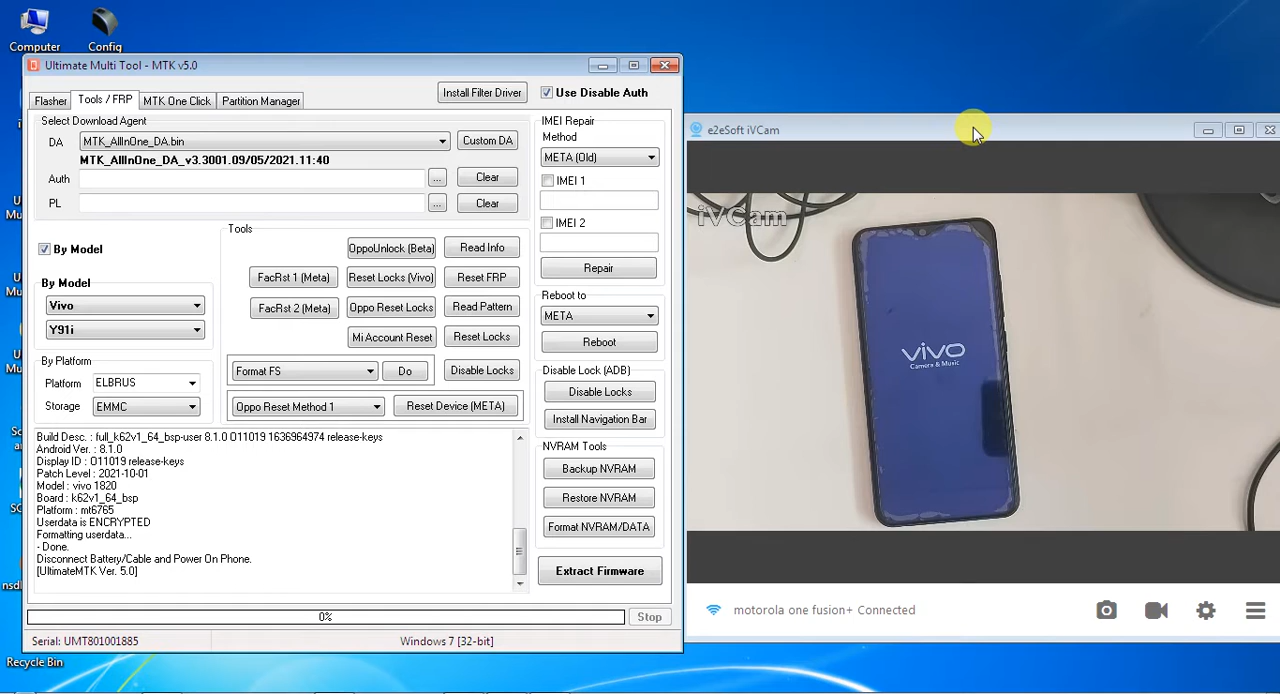 Computer
Config
Ultimate Multi Tool - MTK v5.0
Flasher
Tools / FRP
MTK One Click
Partition Manager
Install Filter Driver
Use Disable Auth
Select Download Agent
DA
MTK_AllInOne_DA.bin
Custom DA
MTK_AllInOne_DA_v3.3001.09/05/2021.11:40
Auth
...
Clear
PL
...
Clear
By Model
By Model
Vivo
Y91i
By Platform
Platform
ELBRUS
Storage
EMMC
Tools
OppoUnlock (Beta)
Read Info
FacRst 1 (Meta)
Reset Locks (Vivo)
Reset FRP
FacRst 2 (Meta)
Oppo Reset Locks
Read Pattern
Mi Account Reset
Reset Locks
Format FS
Do
Disable Locks
Oppo Reset Method 1
Reset Device (META)
IMEI Repair
Method
META (Old)
IMEI 1
IMEI 2
Repair
Reboot to
META
Reboot
Disable Lock (ADB)
Disable Locks
Install Navigation Bar
NVRAM Tools
Backup NVRAM
Restore NVRAM
Format NVRAM/DATA
Extract Firmware
Build Desc. : full_k62v1_64_bsp-user 8.1.0 O11019 1636964974 release-keys
Android Ver. : 8.1.0
Display ID : O11019 release-keys
Patch Level : 2021-10-01
Model : vivo 1820
Board : k62v1_64_bsp
Platform : mt6765
Userdata is ENCRYPTED
Formatting userdata...
- Done.
Disconnect Battery/Cable and Power On Phone.
[UltimateMTK Ver. 5.0]
0%
Stop
Serial: UMT801001885
Windows 7 [32-bit]
Recycle Bin
e2eSoft iVCam
iVCam
vivo
Camera & Music
motorola one fusion+ Connected